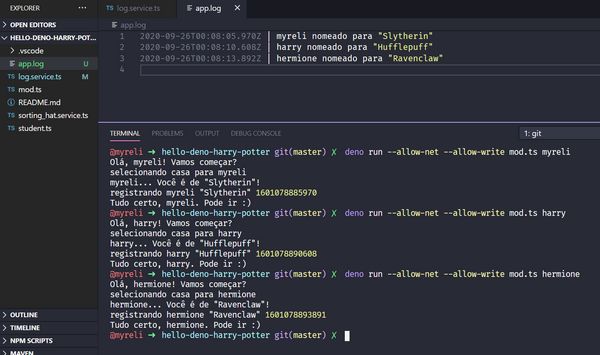 EXPLORER
OPEN EDITORS
HELLO-DENO-HARRY-POT...
.vscode
app.log U
TS log.service.ts M
TS mod.ts
README.md
TS sorting_hat.service.ts
TS student.ts
OUTLINE
TIMELINE
NPM SCRIPTS
MAVEN
TS log.service.ts
app.log
app.log
1 2020-09-26T00:08:05.970Z | myreli nomeado para "Slytherin"
2 2020-09-26T00:08:10.608Z | harry nomeado para "Hufflepuff"
3 2020-09-26T00:08:13.892Z | hermione nomeado para "Ravenclaw"
4
TERMINAL PROBLEMS OUTPUT DEBUG CONSOLE 1: git
@myreli ➜ hello-deno-harry-potter git(master) ✗ deno run --allow-net --allow-write mod.ts myreli
Olá, myreli! Vamos começar?
selecionando casa para myreli
myreli... Você é de "Slytherin"!
registrando myreli "Slytherin" 1601078885970
Tudo certo, myreli. Pode ir :)
@myreli ➜ hello-deno-harry-potter git(master) ✗ deno run --allow-net --allow-write mod.ts harry
Olá, harry! Vamos começar?
selecionando casa para harry
harry... Você é de "Hufflepuff"!
registrando harry "Hufflepuff" 1601078890608
Tudo certo, harry. Pode ir :)
@myreli ➜ hello-deno-harry-potter git(master) ✗ deno run --allow-net --allow-write mod.ts hermione
Olá, hermione! Vamos começar?
selecionando casa para hermione
hermione... Você é de "Ravenclaw"!
registrando hermione "Ravenclaw" 1601078893891
Tudo certo, hermione. Pode ir :)
@myreli ➜ hello-deno-harry-potter git(master) ✗